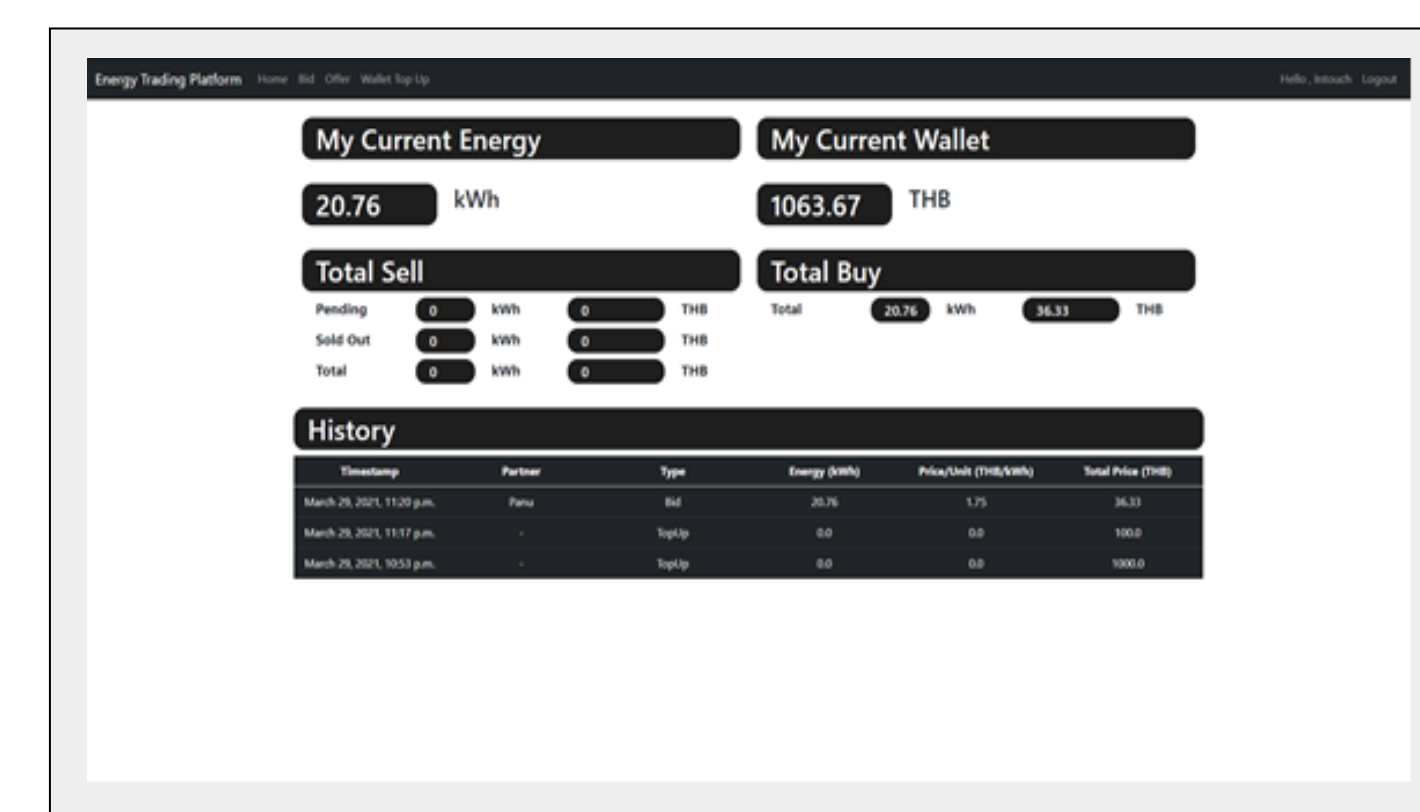 Energy Trading Platform Home Bid Offer Wallet Top Up Hello , Intouch Logout
My Current Energy My Current Wallet
20.76 kWh 1063.67 THB
Total Sell Total Buy
Pending 0 kWh 0 THB Total 20.76 kWh 36.33 THB
Sold Out 0 kWh 0 THB
Total 0 kWh 0 THB
History
Timestamp Partner Type Energy (kWh) Price/Unit (THB/kWh) Total Price (THB)
March 29, 2021, 11:20 p.m. Panu Bid 20.76 1.75 36.33
March 29, 2021, 11:17 p.m. - TopUp 0.0 0.0 100.0
March 29, 2021, 10:53 p.m. - TopUp 0.0 0.0 1000.0